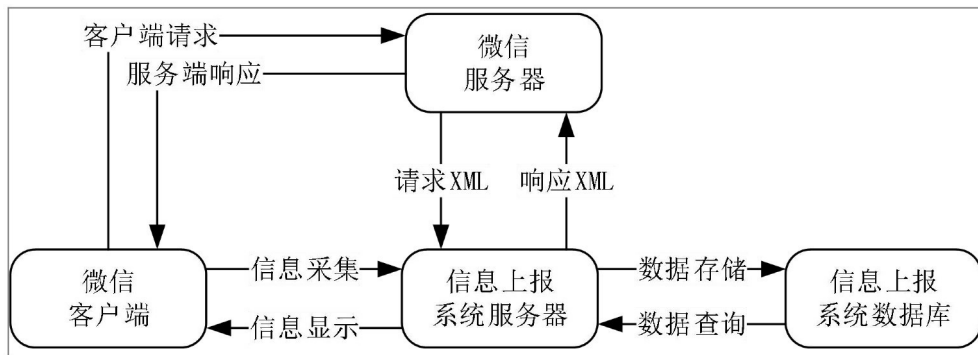 客户端请求
微信
服务器
服务端响应
请求XML
响应XML
微信
客户端
信息采集
信息显示
信息上报
系统服务器
数据存储
数据查询
信息上报
系统数据库